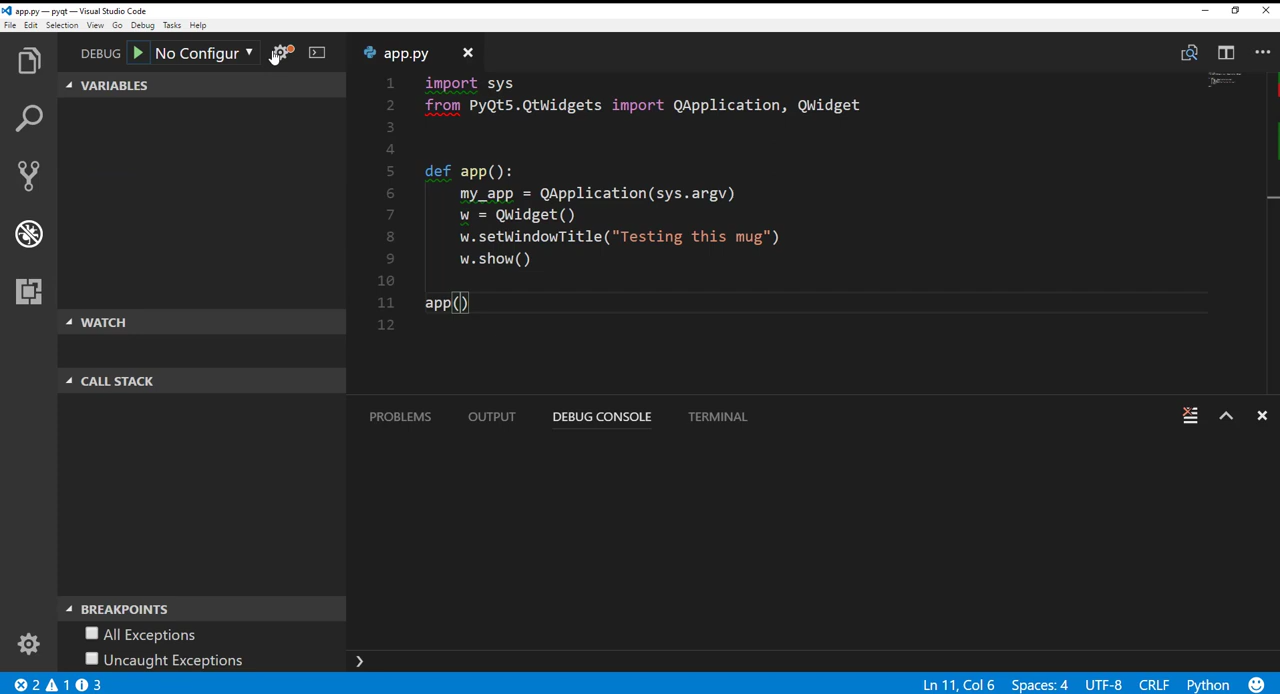 app.py — pyqt — Visual Studio Code
File Edit Selection View Go Debug Tasks Help
DEBUG No Configur
app.py
VARIABLES
WATCH
CALL STACK
BREAKPOINTS
All Exceptions
Uncaught Exceptions
1 import sys
2 from PyQt5.QtWidgets import QApplication, QWidget
3
4
5 def app():
6 my_app = QApplication(sys.argv)
7 w = QWidget()
8 w.setWindowTitle("Testing this mug")
9 w.show()
10
11 app()
12
PROBLEMS OUTPUT DEBUG CONSOLE TERMINAL
2 1 3
Ln 11, Col 6 Spaces: 4 UTF-8 CRLF Python